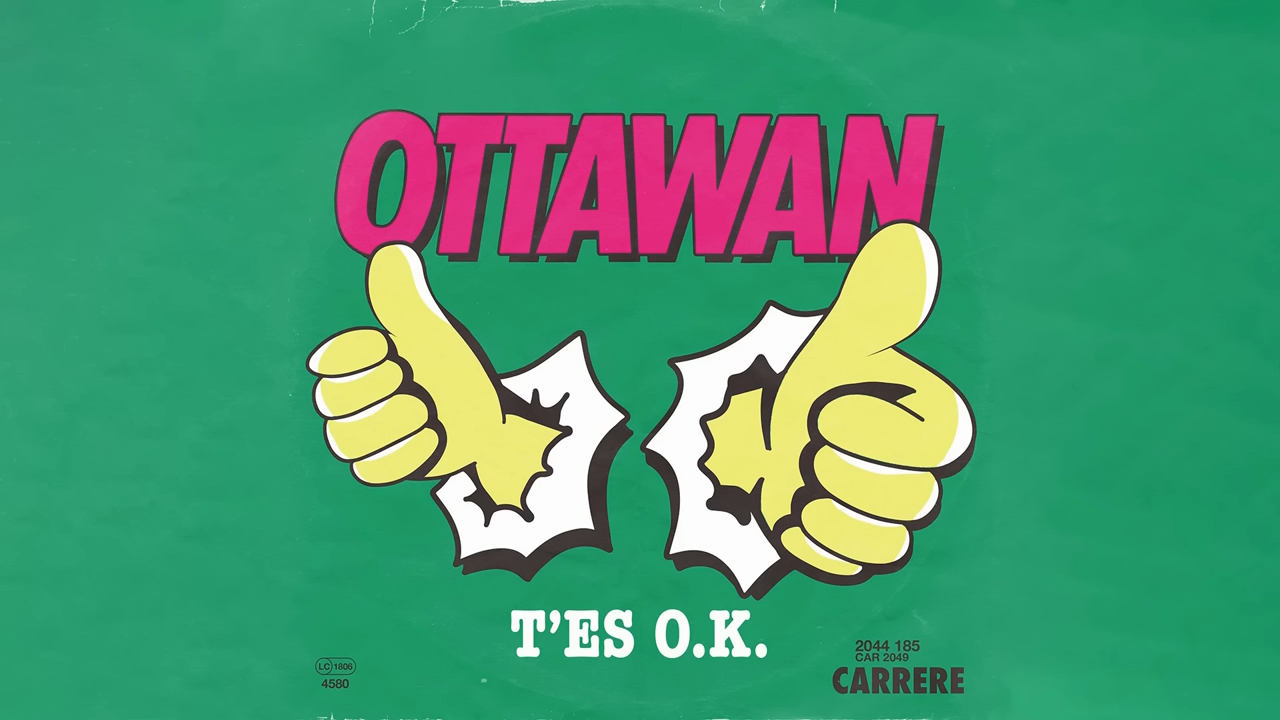 OTTAWAN
T'ES O.K.
LC 1806
4580
2044 185
CAR 2049
CARRERE